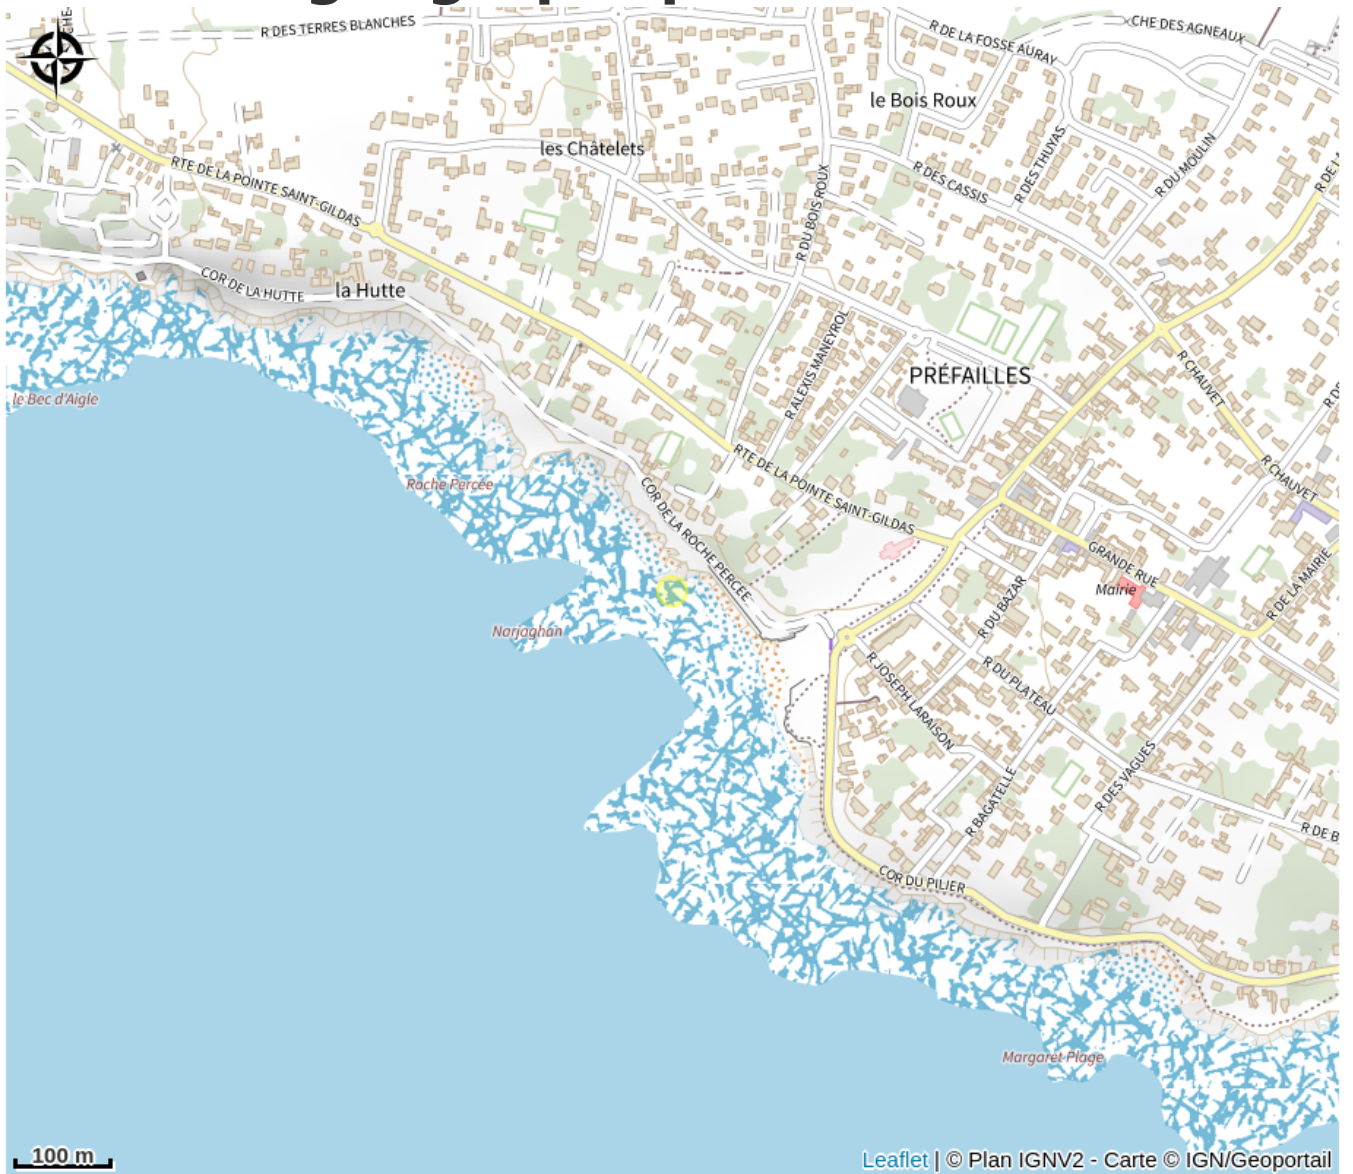 R DES TERRES BLANCHES
R DE LA FOSSE AURAY
CHE DES AGNEAUX
le Bois Roux
les Châtelets
RTE DE LA POINTE SAINT-GILDAS
R DU BOIS ROUX
R DES CASSIS
R DES THUYAS
R DU MOULIN
COR DE LA HUTTE
la Hutte
R ALEXIS MANEYROL
PRÉFAILLES
R CHAUVET
le Bec d'Aigle
Roche Percée
RTE DE LA POINTE SAINT-GILDAS
R CHAUVET
COR DE LA ROCHE PERCEE
GRANDE RUE
Mairie
R DE LA MAIRIE
R DU BAZAR
Norjaghan
R JOSEPH LARAISON
R DU PLATEAU
R DES VAGUES
R BAGATELLE
R DE B
COR DU PILIER
Margaret Plage
100 m
Leaflet | © Plan IGNV2 - Carte © IGN/Geoportail